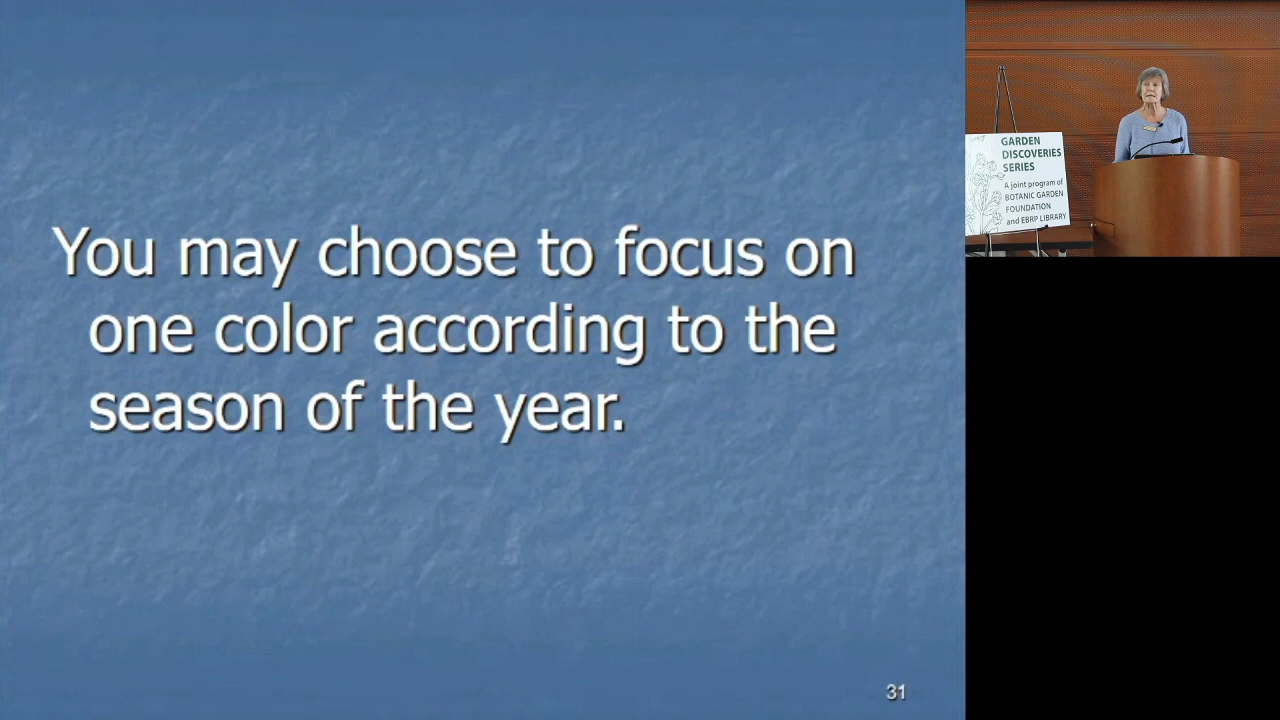 You may choose to focus on
one color according to the
season of the year.
31
GARDEN
DISCOVERIES
SERIES
A joint program of
BOTANIC GARDEN
FOUNDATION
and EBRP LIBRARY